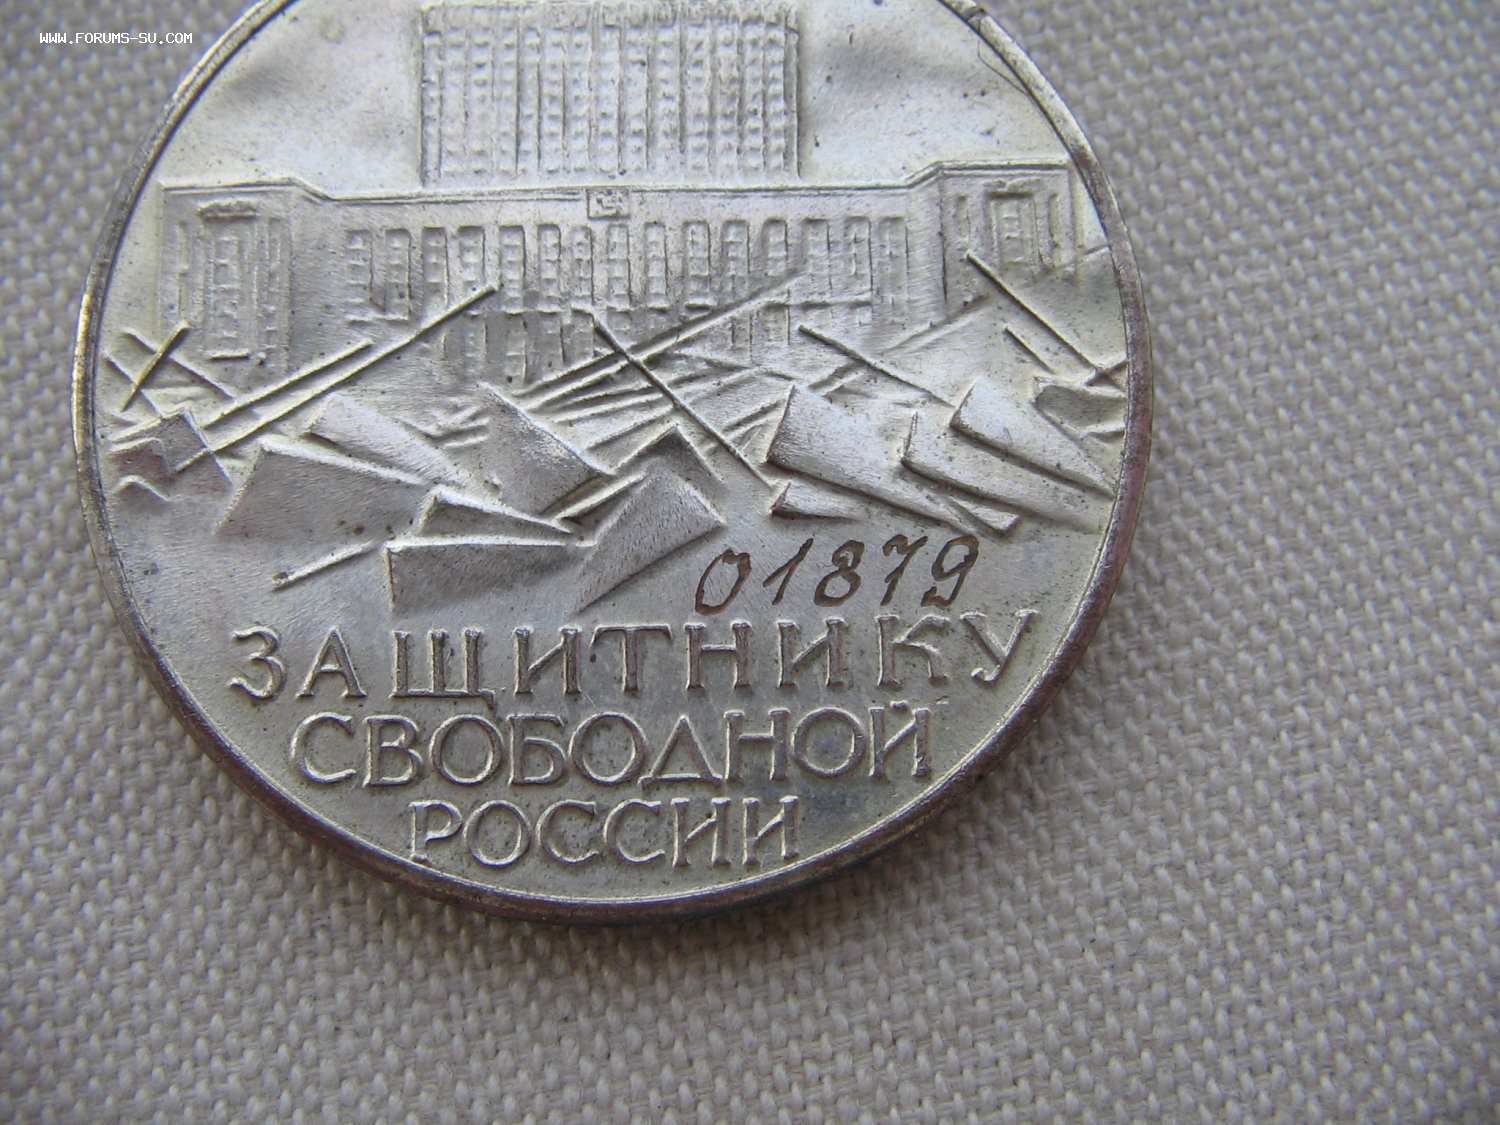 WWW.FORUMS-SU.COM
01879
ЗАЩИТНИКУ
СВОБОДНОЙ
РОССИИ